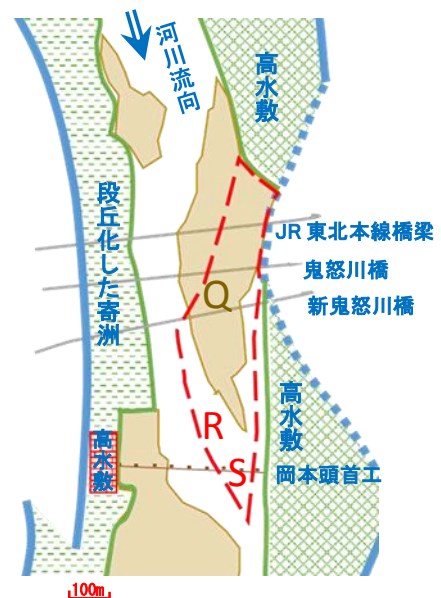 河川流向
高水敷
段丘化した寄洲
JR東北本線橋梁
鬼怒川橋
新鬼怒川橋
Q
高水敷
R
高水敷
S
岡本頭首工
100m